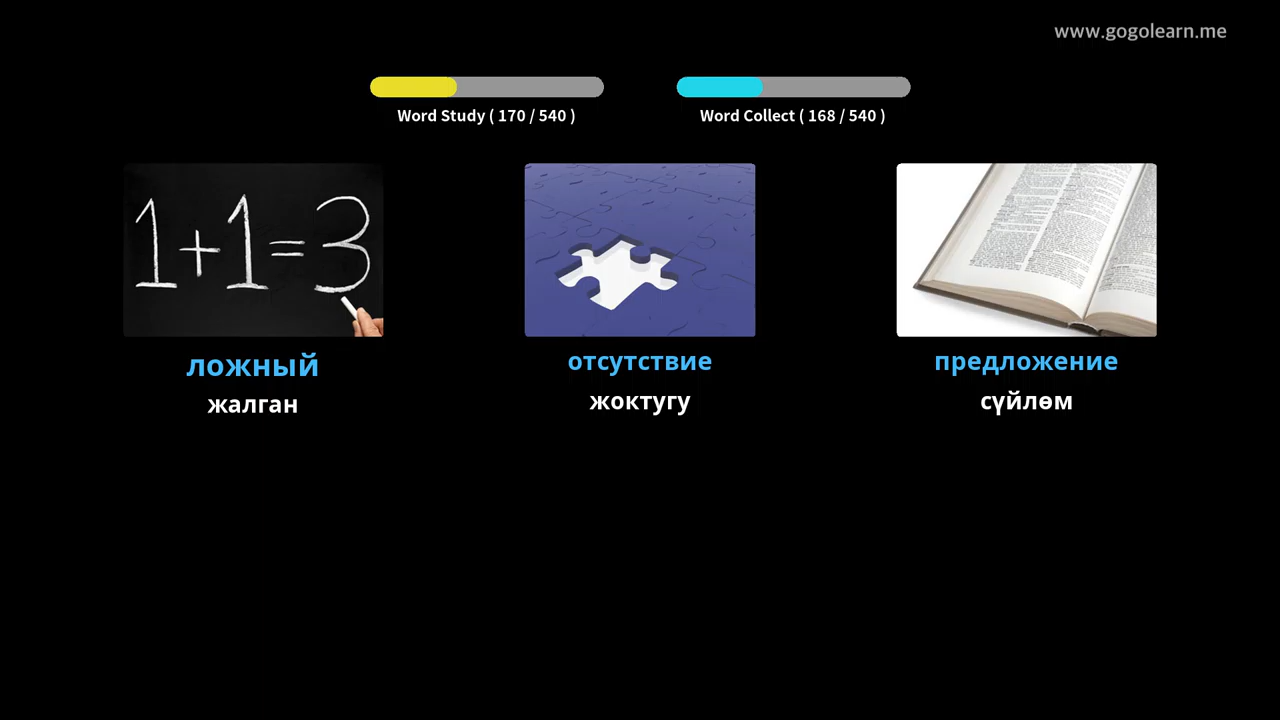 www.gogolearn.me
Word Study ( 170 / 540 )
Word Collect ( 168 / 540 )
1+1=3
ложный
жалган
отсутствие
жоктугу
предложение
сүйлөм